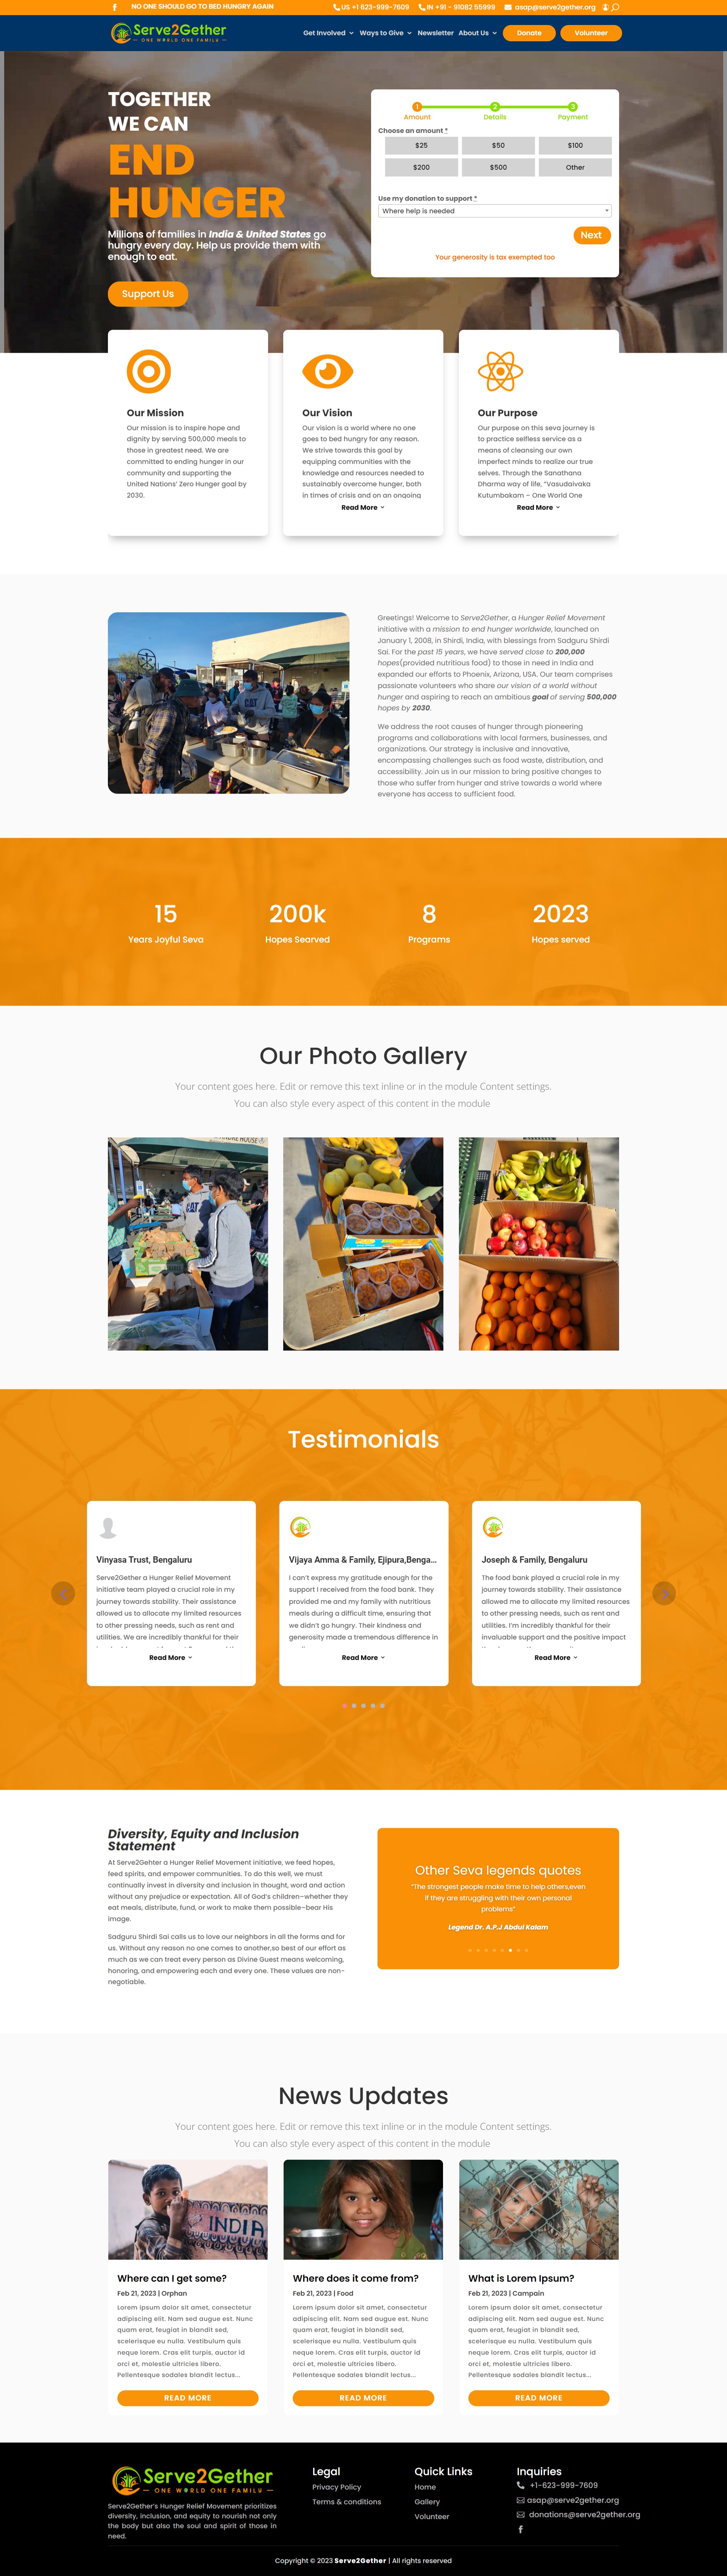 NO ONE SHOULD GO TO BED HUNGRY AGAIN
US +1 623-999-7609
IN +91 - 91082 55999
asap@serve2gether.org
Serve2Gether
ONE WORLD ONE FAMILY
Get Involved
Ways to Give
Newsletter
About Us
Donate
Volunteer
TOGETHER
WE CAN
END
HUNGER
Millions of families in India & United States go
hungry every day. Help us provide them with
enough to eat.
Support Us
1
2
3
Amount
Details
Payment
Choose an amount *
$25
$50
$100
$200
$500
Other
Use my donation to support *
Where help is needed
Next
Your generosity is tax exempted too
Our Mission
Our mission is to inspire hope and
dignity by serving 500,000 meals to
those in greatest need. We are
committed to ending hunger in our
community and supporting the
United Nations' Zero Hunger goal by
2030.
Our Vision
Our vision is a world where no one
goes to bed hungry for any reason.
We strive towards this goal by
equipping communities with the
knowledge and resources needed to
sustainably overcome hunger, both
in times of crisis and on an ongoing
Read More
Our Purpose
Our purpose on this seva journey is
to practice selfless service as a
means of cleansing our own
imperfect minds to realize our true
selves. Through the Sanathana
Dharma way of life, "Vasudaivaka
Kutumbakam – One World One
Read More
Greetings! Welcome to Serve2Gether, a Hunger Relief Movement
initiative with a mission to end hunger worldwide, launched on
January 1, 2008, in Shirdi, India, with blessings from Sadguru Shirdi
Sai. For the past 15 years, we have served close to 200,000
hopes(provided nutritious food) to those in need in India and
expanded our efforts to Phoenix, Arizona, USA. Our team comprises
passionate volunteers who share our vision of a world without
hunger and aspiring to reach an ambitious goal of serving 500,000
hopes by 2030.
We address the root causes of hunger through pioneering
programs and collaborations with local farmers, businesses, and
organizations. Our strategy is inclusive and innovative,
encompassing challenges such as food waste, distribution, and
accessibility. Join us in our mission to bring positive changes to
those who suffer from hunger and strive towards a world where
everyone has access to sufficient food.
15
Years Joyful Seva
200k
Hopes Searved
8
Programs
2023
Hopes served
Our Photo Gallery
Your content goes here. Edit or remove this text inline or in the module Content settings.
You can also style every aspect of this content in the module
HOUSE
CAT
Testimonials
Vinyasa Trust, Bengaluru
Serve2Gether a Hunger Relief Movement
initiative team played a crucial role in my
journey towards stability. Their assistance
allowed us to allocate my limited resources
to other pressing needs, such as rent and
utilities. We are incredibly thankful for their
Read More
Vijaya Amma & Family, Ejipura,Benga...
I can't express my gratitude enough for the
support I received from the food bank. They
provided me and my family with nutritious
meals during a difficult time, ensuring that
we didn't go hungry. Their kindness and
generosity made a tremendous difference in
Read More
Joseph & Family, Bengaluru
The food bank played a crucial role in my
journey towards stability. Their assistance
allowed me to allocate my limited resources
to other pressing needs, such as rent and
utilities. I'm incredibly thankful for their
invaluable support and the positive impact
Read More
Diversity, Equity and Inclusion
Statement
At Serve2Gehter a Hunger Relief Movement initiative, we feed hopes,
feed spirits, and empower communities. To do this well, we must
continually invest in diversity and inclusion in thought, word and action
without any prejudice or expectation. All of God's children–whether they
eat meals, distribute, fund, or work to make them possible–bear His
image.
Sadguru Shirdi Sai calls us to love our neighbors in all the forms and for
us. Without any reason no one comes to another,so best of our effort as
much as we can treat every person as Divine Guest means welcoming,
honoring, and empowering each and every one. These values are non-
negotiable.
Other Seva legends quotes
"The strongest people make time to help others,even
if they are struggling with their own personal
problems"
Legend Dr. A.P.J Abdul Kalam
News Updates
Your content goes here. Edit or remove this text inline or in the module Content settings.
You can also style every aspect of this content in the module
INDIA
Where can I get some?
Feb 21, 2023 | Orphan
Lorem ipsum dolor sit amet, consectetur
adipiscing elit. Nam sed augue est. Nunc
quam erat, feugiat in blandit sed,
scelerisque eu nulla. Vestibulum quis
neque lorem. Cras elit turpis, auctor id
orci et, molestie ultricies libero.
Pellentesque sodales blandit lectus...
READ MORE
Where does it come from?
Feb 21, 2023 | Food
Lorem ipsum dolor sit amet, consectetur
adipiscing elit. Nam sed augue est. Nunc
quam erat, feugiat in blandit sed,
scelerisque eu nulla. Vestibulum quis
neque lorem. Cras elit turpis, auctor id
orci et, molestie ultricies libero.
Pellentesque sodales blandit lectus...
READ MORE
What is Lorem Ipsum?
Feb 21, 2023 | Campain
Lorem ipsum dolor sit amet, consectetur
adipiscing elit. Nam sed augue est. Nunc
quam erat, feugiat in blandit sed,
scelerisque eu nulla. Vestibulum quis
neque lorem. Cras elit turpis, auctor id
orci et, molestie ultricies libero.
Pellentesque sodales blandit lectus...
READ MORE
Serve2Gether
ONE WORLD ONE FAMILY
Serve2Gether's Hunger Relief Movement prioritizes
diversity, inclusion, and equity to nourish not only
the body but also the soul and spirit of those in
need.
Legal
Privacy Policy
Terms & conditions
Quick Links
Home
Gallery
Volunteer
Inquiries
+1-623-999-7609
asap@serve2gether.org
donations@serve2gether.org
Copyright © 2023 Serve2Gether | All rights reserved